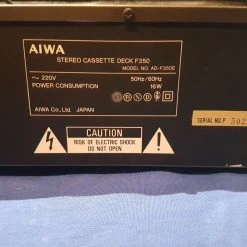 AIWA
STEREO CASSETTE DECK F350
MODEL NO. AD-F350E
~ 220V 50Hz/60Hz
POWER CONSUMPTION 16W
AIWA Co., Ltd. JAPAN
SERIAL NO. P 502
CAUTION
RISK OF ELECTRIC SHOCK
DO NOT OPEN